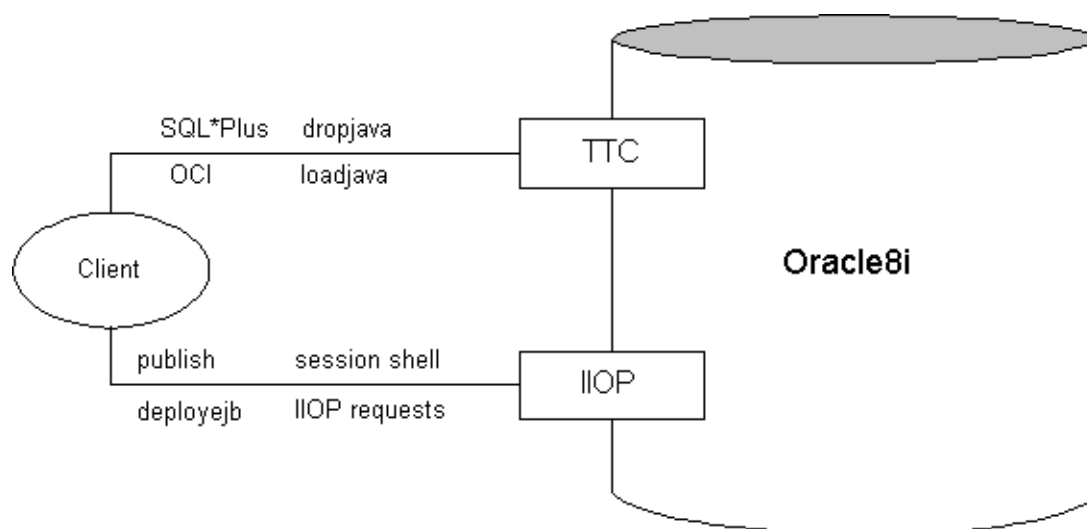 SQL*Plus dropjava
TTC
OCI loadjava
Client
Oracle8i
publish session shell
IIOP
deployejb IIOP requests